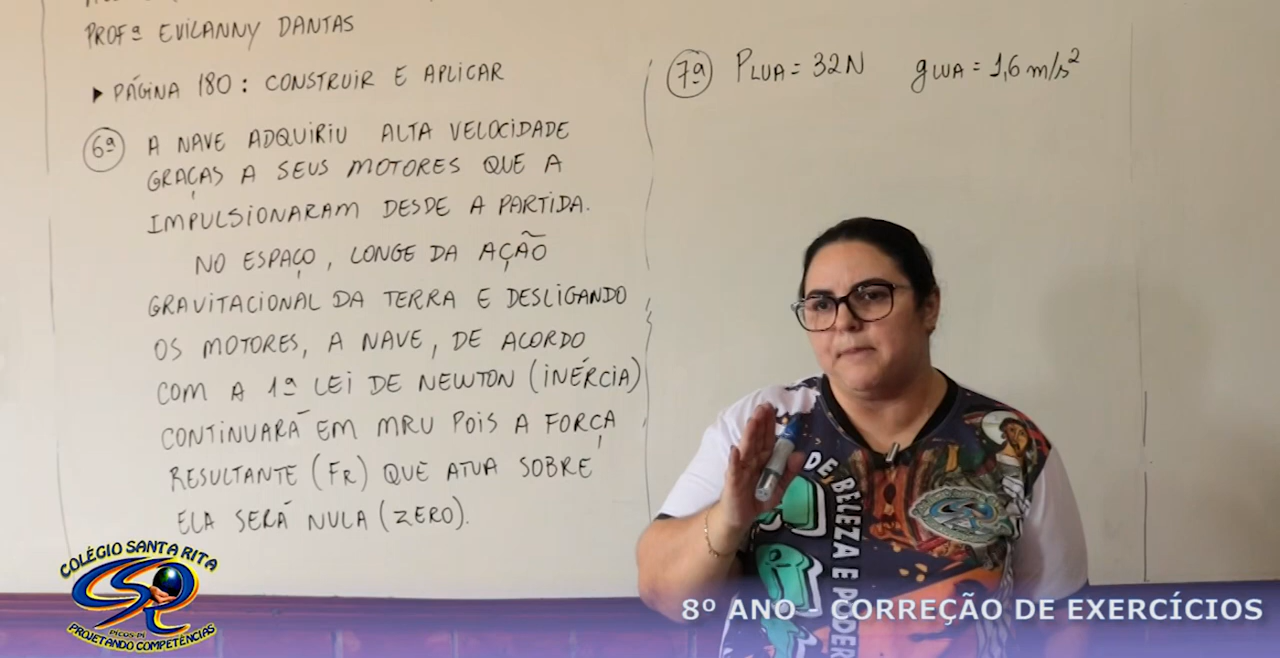 PROFª EVILANNY DANTAS
▸ PÁGINA 180: CONSTRUIR E APLICAR
6ª A NAVE ADQUIRIU ALTA VELOCIDADE
GRAÇAS A SEUS MOTORES QUE A
IMPULSIONARAM DESDE A PARTIDA.
NO ESPAÇO, LONGE DA AÇÃO
GRAVITACIONAL DA TERRA E DESLIGANDO
OS MOTORES, A NAVE, DE ACORDO
COM A 1ª LEI DE NEWTON (INÉRCIA)
CONTINUARÁ EM MRU POIS A FORÇA
RESULTANTE (FR) QUE ATUA SOBRE
ELA SERÁ NULA (ZERO).
7ª PLUA = 32N gLUA = 1,6 m/s²
DE BELEZA E PODER
COLÉGIO SANTA RITA
CSR
PICOS-PI
PROJETANDO COMPETÊNCIAS
8º ANO - CORREÇÃO DE EXERCÍCIOS